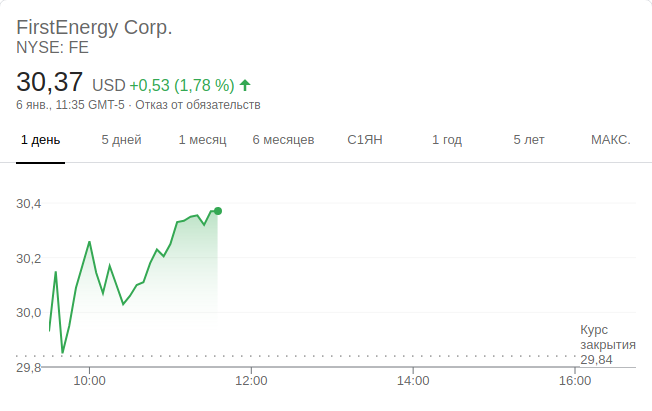 FirstEnergy Corp.
NYSE: FE
30,37 USD +0,53 (1,78 %)
6 янв., 11:35 GMT-5 · Отказ от обязательств
1 день 5 дней 1 месяц 6 месяцев С1ЯН 1 год 5 лет МАКС.
30,4
30,2
30,0
Курс
закрытия
29,84
29,8
10:00 12:00 14:00 16:00